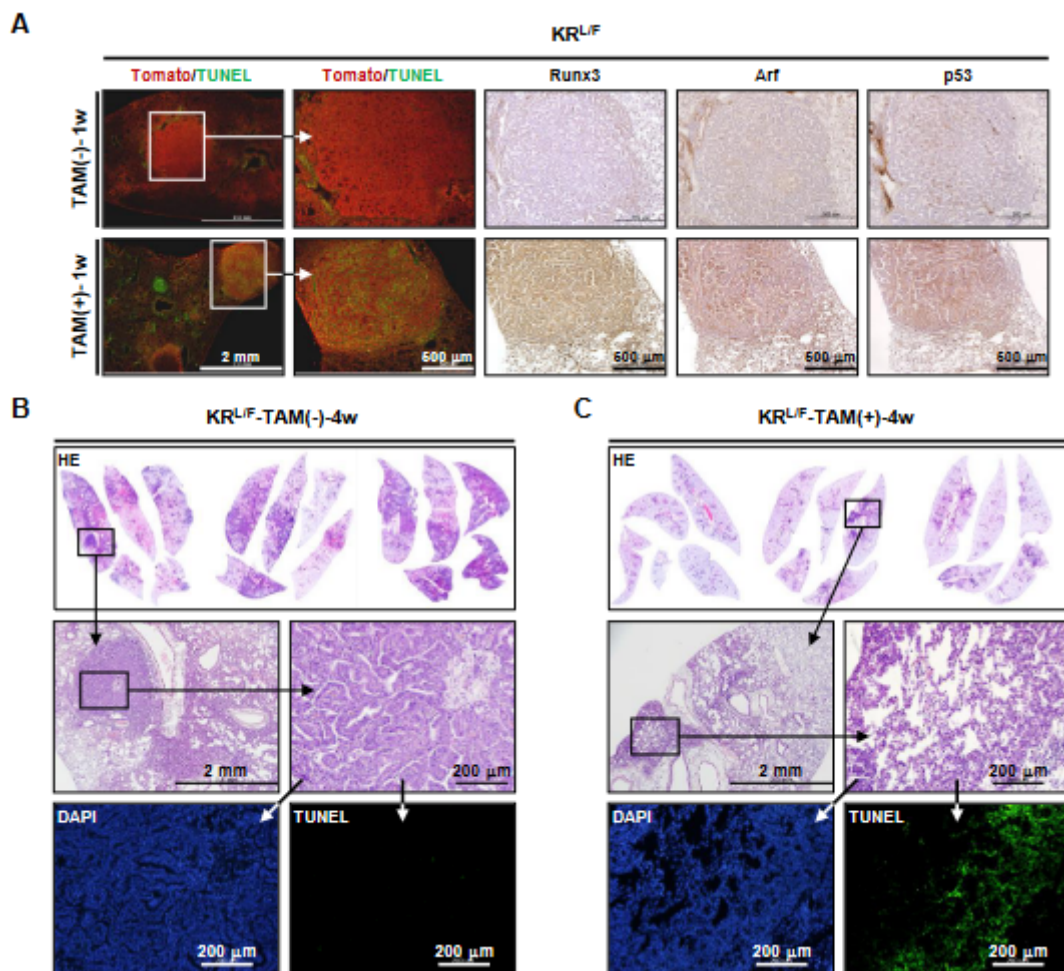 A
KR^L/F
Tomato/TUNEL Tomato/TUNEL Runx3 Arf p53
TAM(-)-1w
TAM(+)-1w
2 mm 500 μm 500 μm 500 μm 500 μm
B
KR^L/F-TAM(-)-4w
HE
2 mm 200 μm
DAPI TUNEL
200 μm 200 μm
C
KR^L/F-TAM(+)-4w
HE
2 mm 200 μm
DAPI TUNEL
200 μm 200 μm